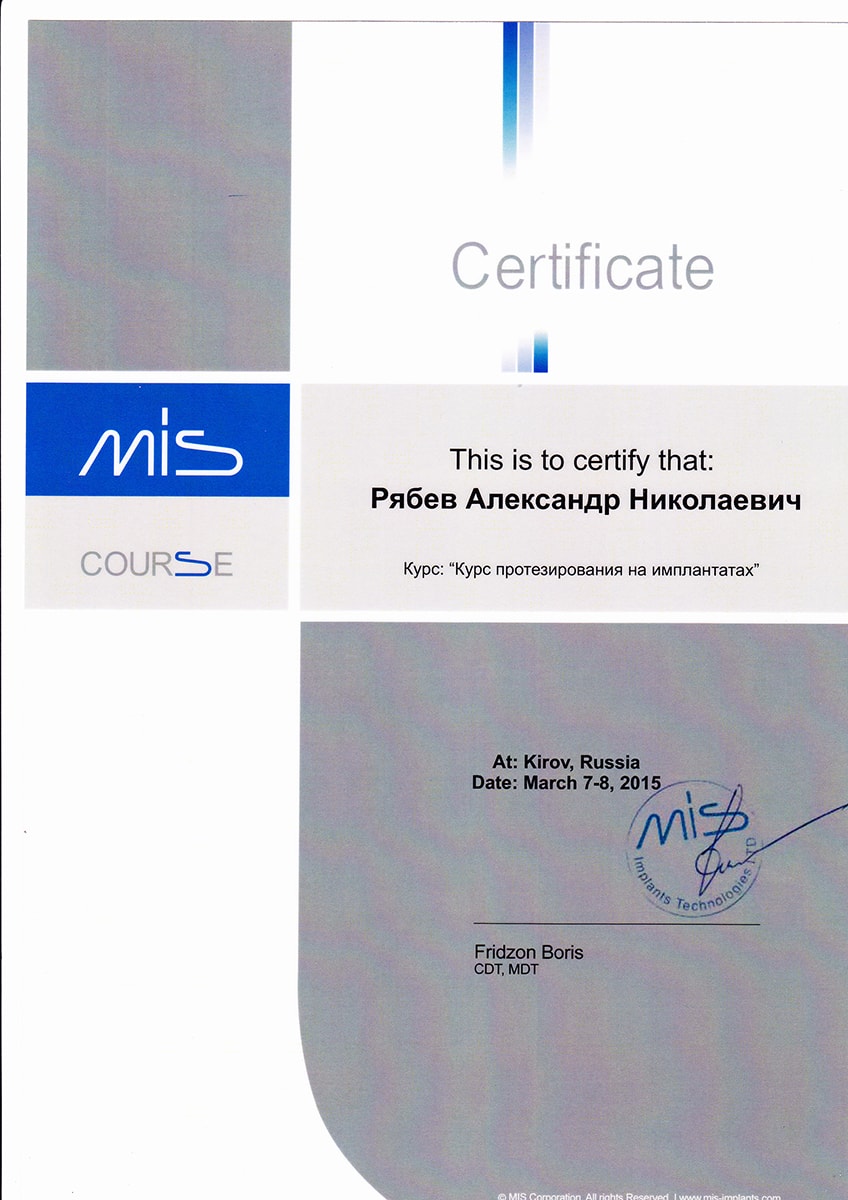 Certificate
MIS
COURSE
This is to certify that:
Рябев Александр Николаевич
Курс: “Курс протезирования на имплантатах”
At: Kirov, Russia
Date: March 7-8, 2015
MIS
Implants Technologies LTD
Fridzon Boris
CDT, MDT
© MIS Corporation. All rights Reserved. | www.mis-implants.com